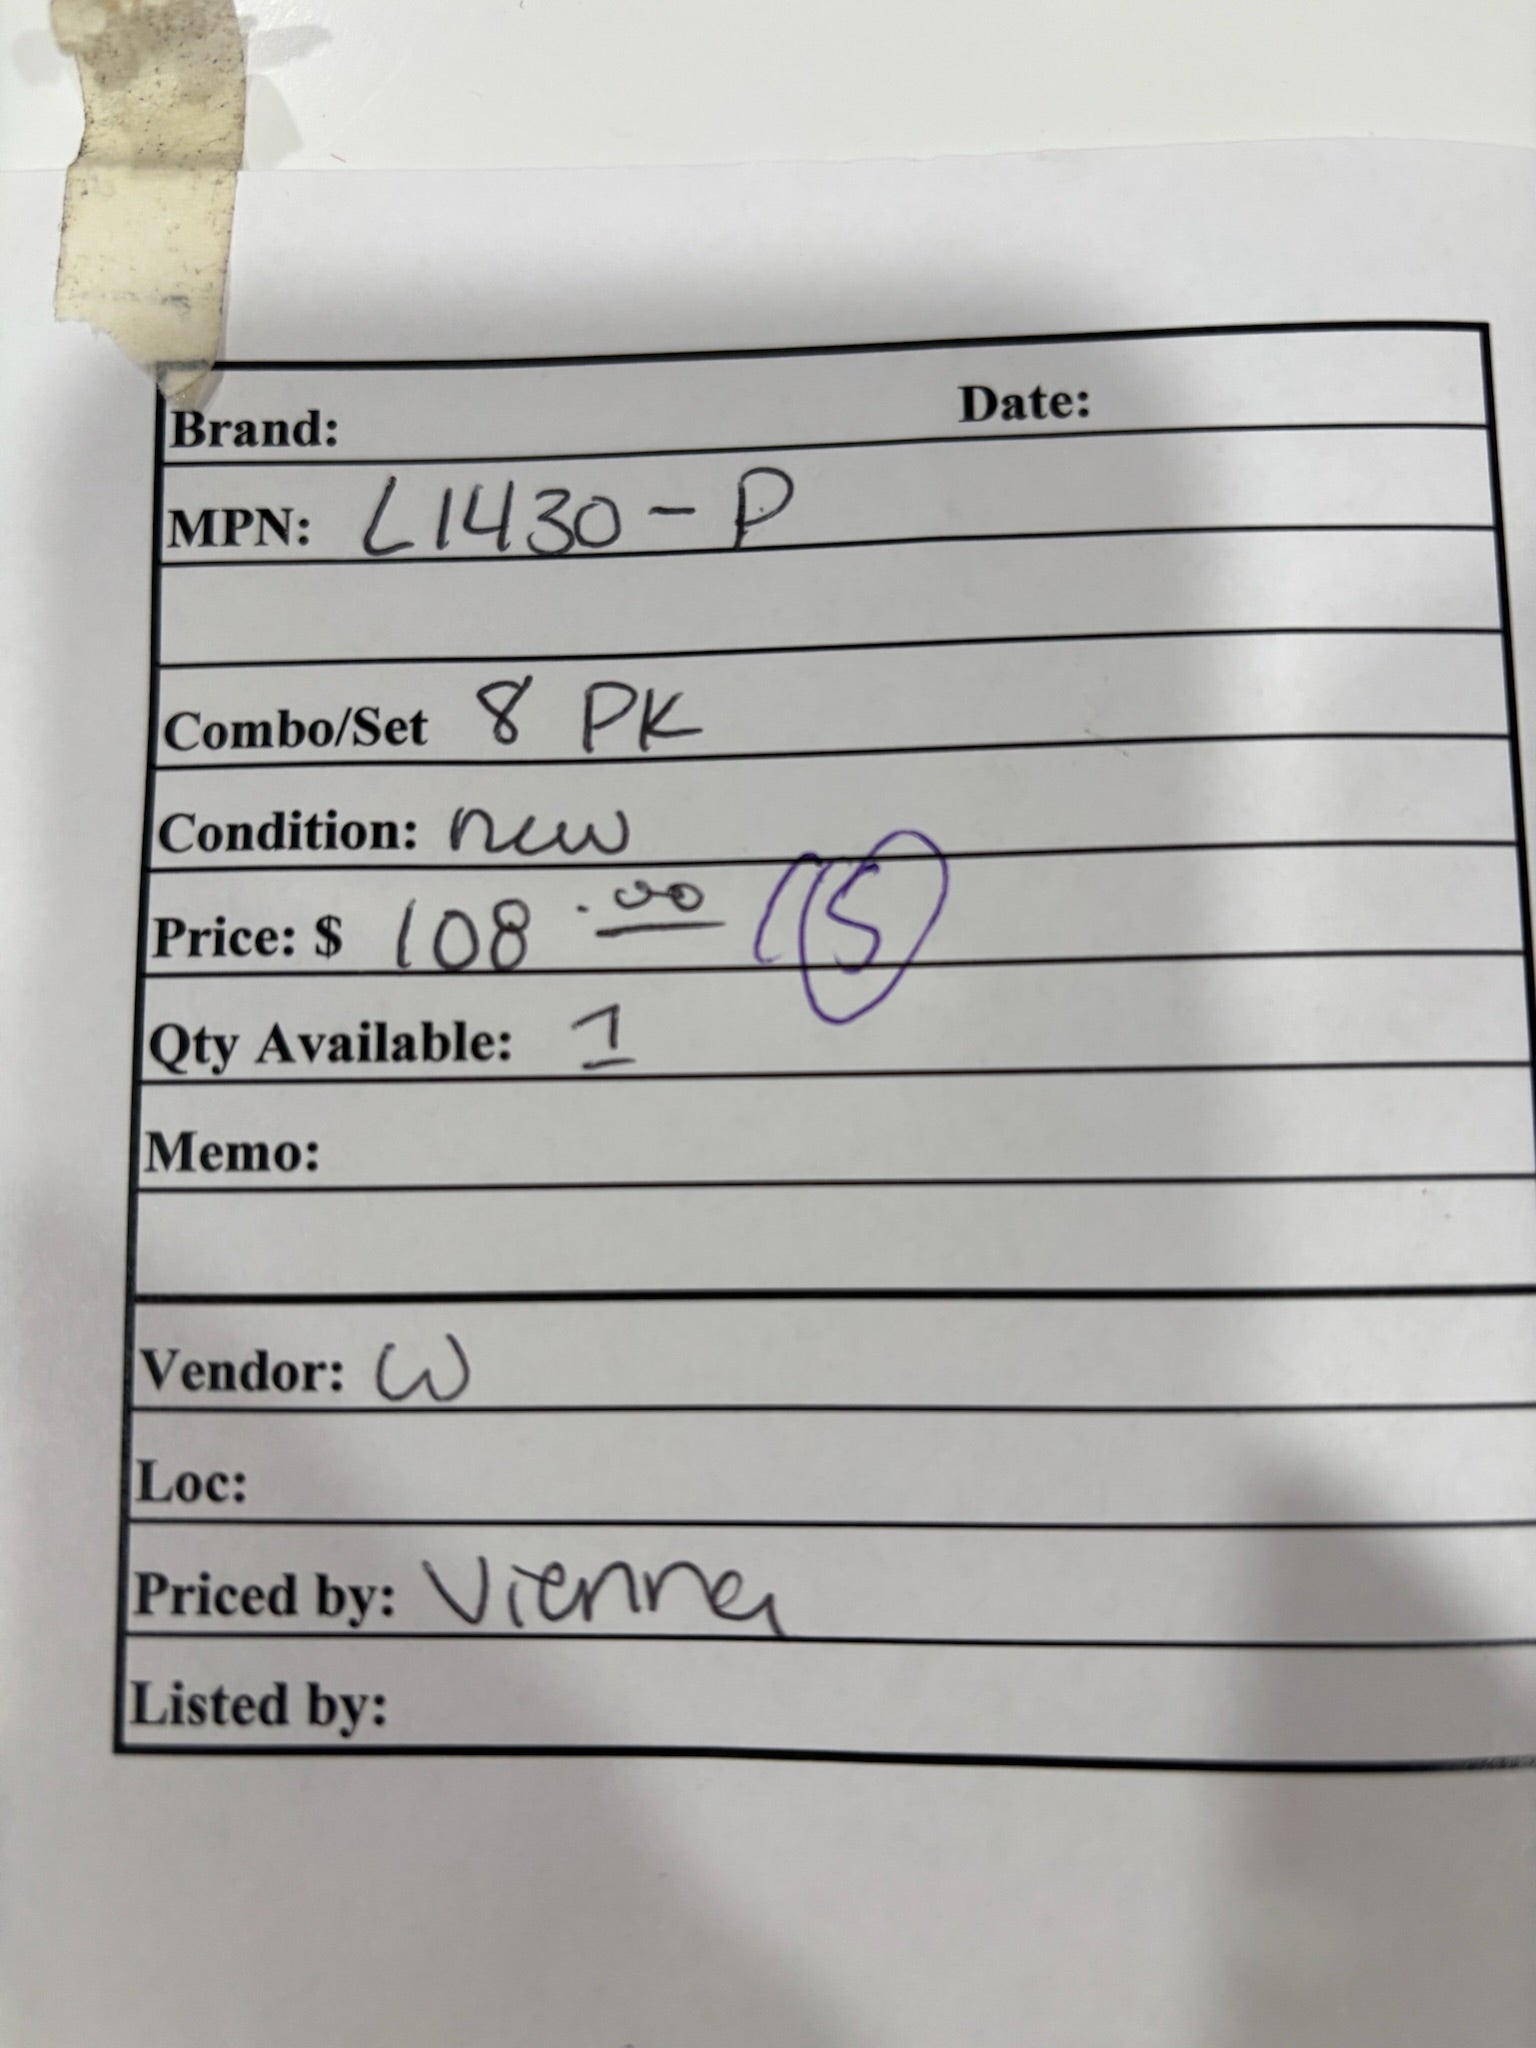 Brand: Date:
MPN: L1430-P
Combo/Set 8 PK
Condition: new
Price: $ 108.00 (S
Qty Available: 1
Memo:
Vendor: W
Loc:
Priced by: Vienna
Listed by: